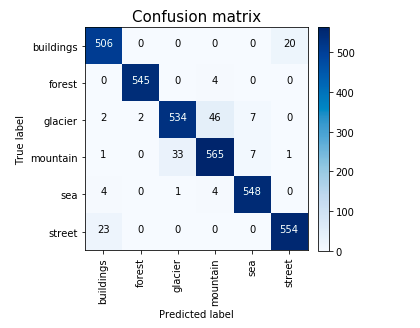 Confusion matrix
True label
buildings 506 0 0 0 0 20
forest 0 545 0 4 0 0
glacier 2 2 534 46 7 0
mountain 1 0 33 565 7 1
sea 4 0 1 4 548 0
street 23 0 0 0 0 554
buildings forest glacier mountain sea street
Predicted label
500
400
300
200
100
0